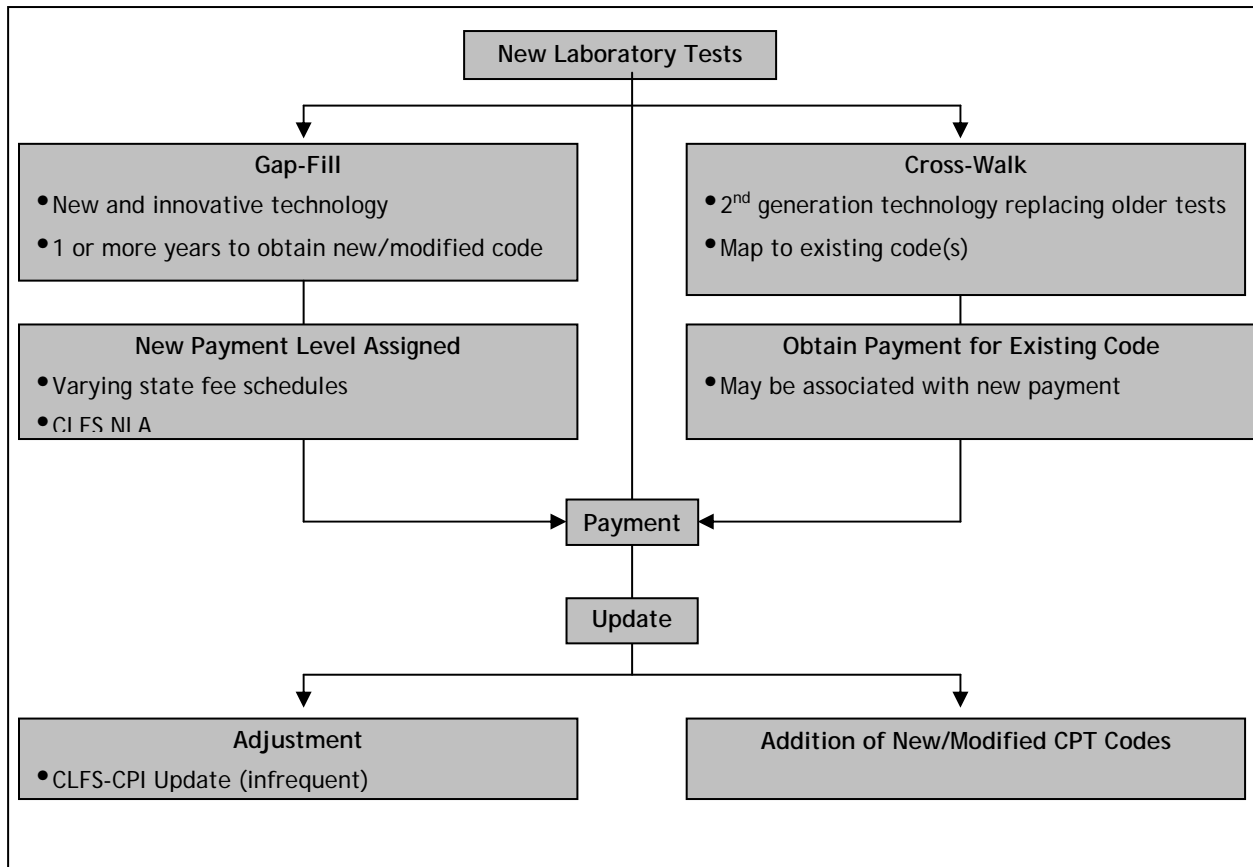 New Laboratory Tests
Gap-Fill
• New and innovative technology
• 1 or more years to obtain new/modified code
Cross-Walk
• 2nd generation technology replacing older tests
• Map to existing code(s)
New Payment Level Assigned
• Varying state fee schedules
• CLFS NLA
Obtain Payment for Existing Code
• May be associated with new payment
Payment
Update
Adjustment
• CLFS-CPI Update (infrequent)
Addition of New/Modified CPT Codes